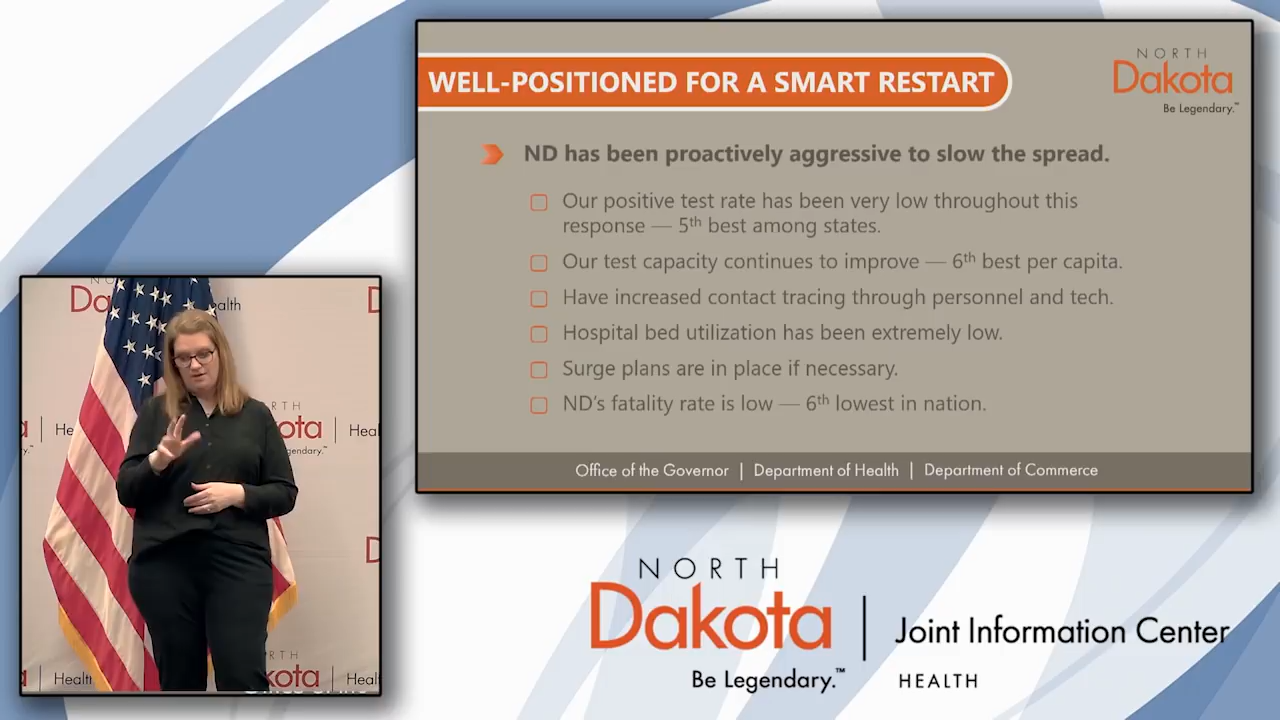 WELL-POSITIONED FOR A SMART RESTART
NORTH
Dakota
Be Legendary.™
ND has been proactively aggressive to slow the spread.
Our positive test rate has been very low throughout this
response — 5th best among states.
Our test capacity continues to improve — 6th best per capita.
Have increased contact tracing through personnel and tech.
Hospital bed utilization has been extremely low.
Surge plans are in place if necessary.
ND's fatality rate is low — 6th lowest in nation.
Office of the Governor | Department of Health | Department of Commerce
NORTH
Dakota
Be Legendary.™
Joint Information Center
HEALTH